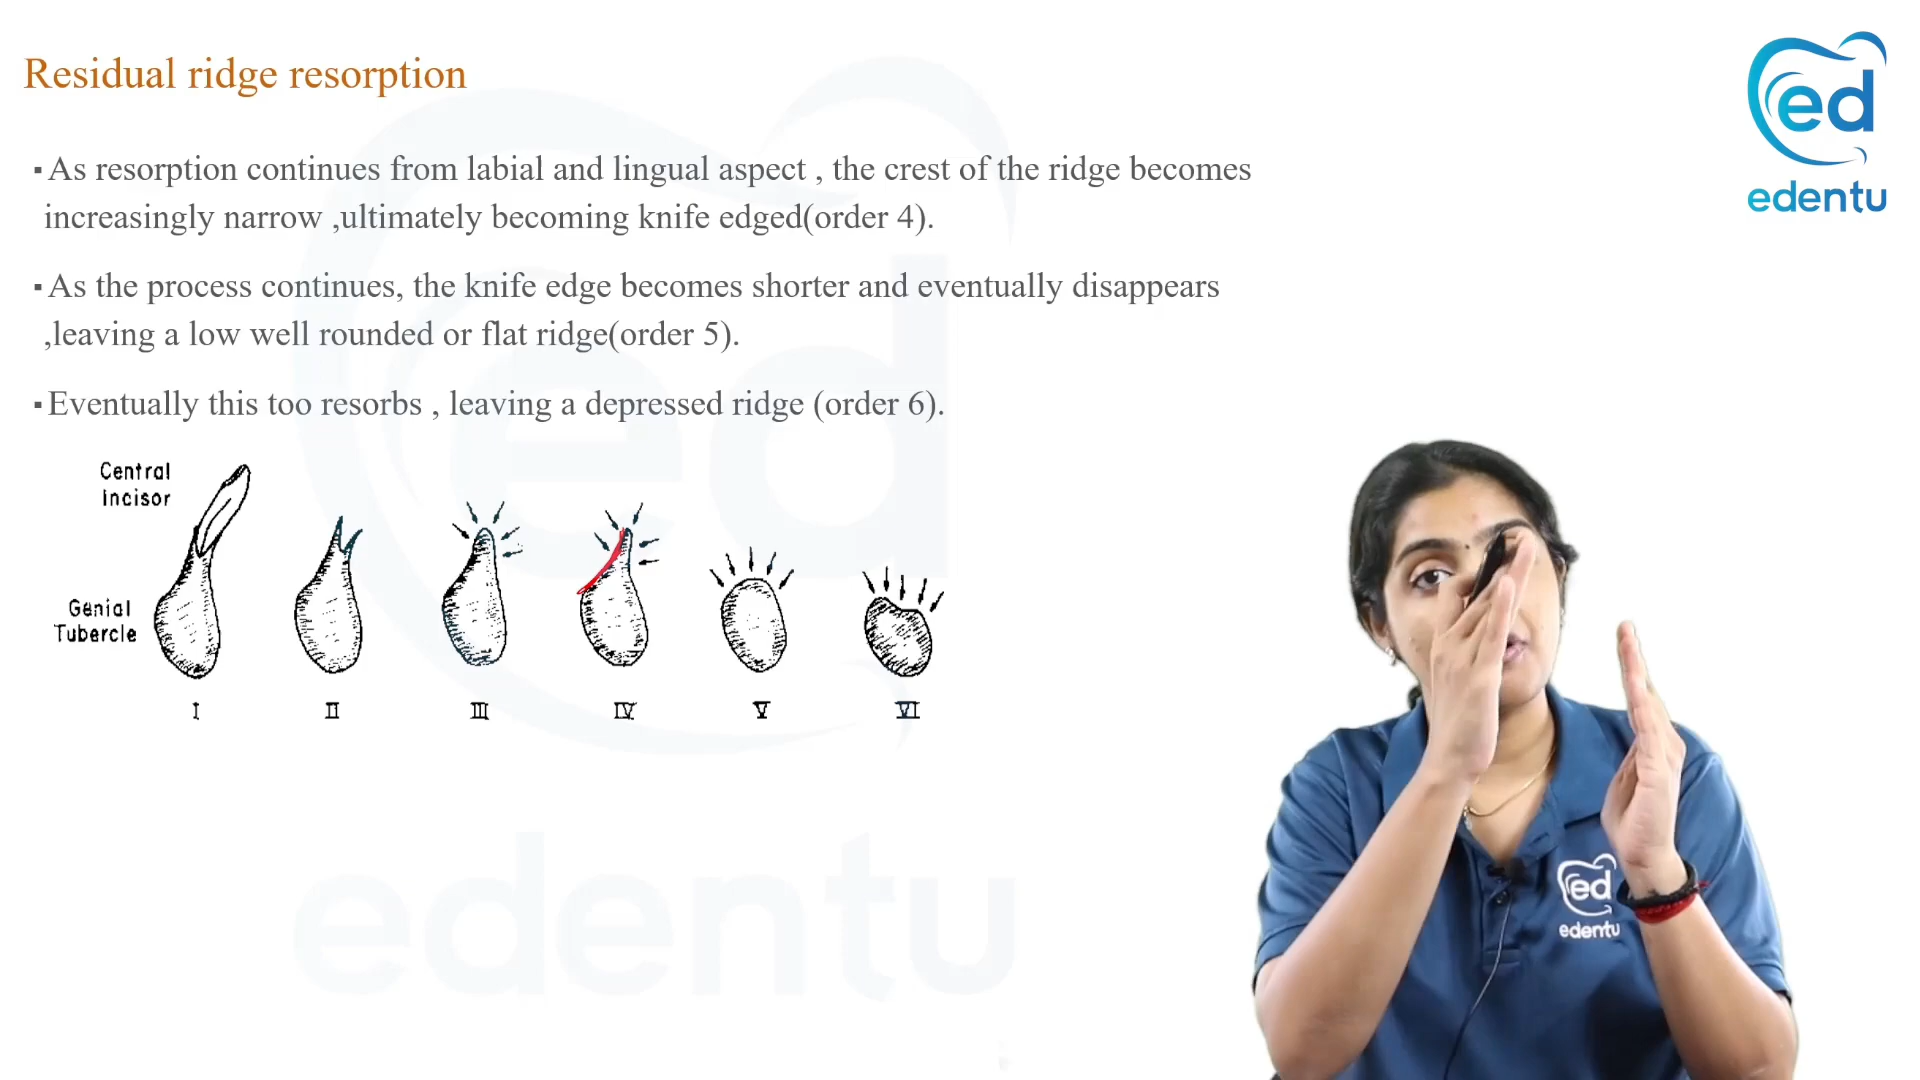 Residual ridge resorption
ed
edentu
▪As resorption continues from labial and lingual aspect , the crest of the ridge becomes
increasingly narrow ,ultimately becoming knife edged(order 4).
▪As the process continues, the knife edge becomes shorter and eventually disappears
,leaving a low well rounded or flat ridge(order 5).
▪Eventually this too resorbs , leaving a depressed ridge (order 6).
Central
Incisor
Genial
Tubercle
I II III IV V VI
ed
edentu
ed
edentu